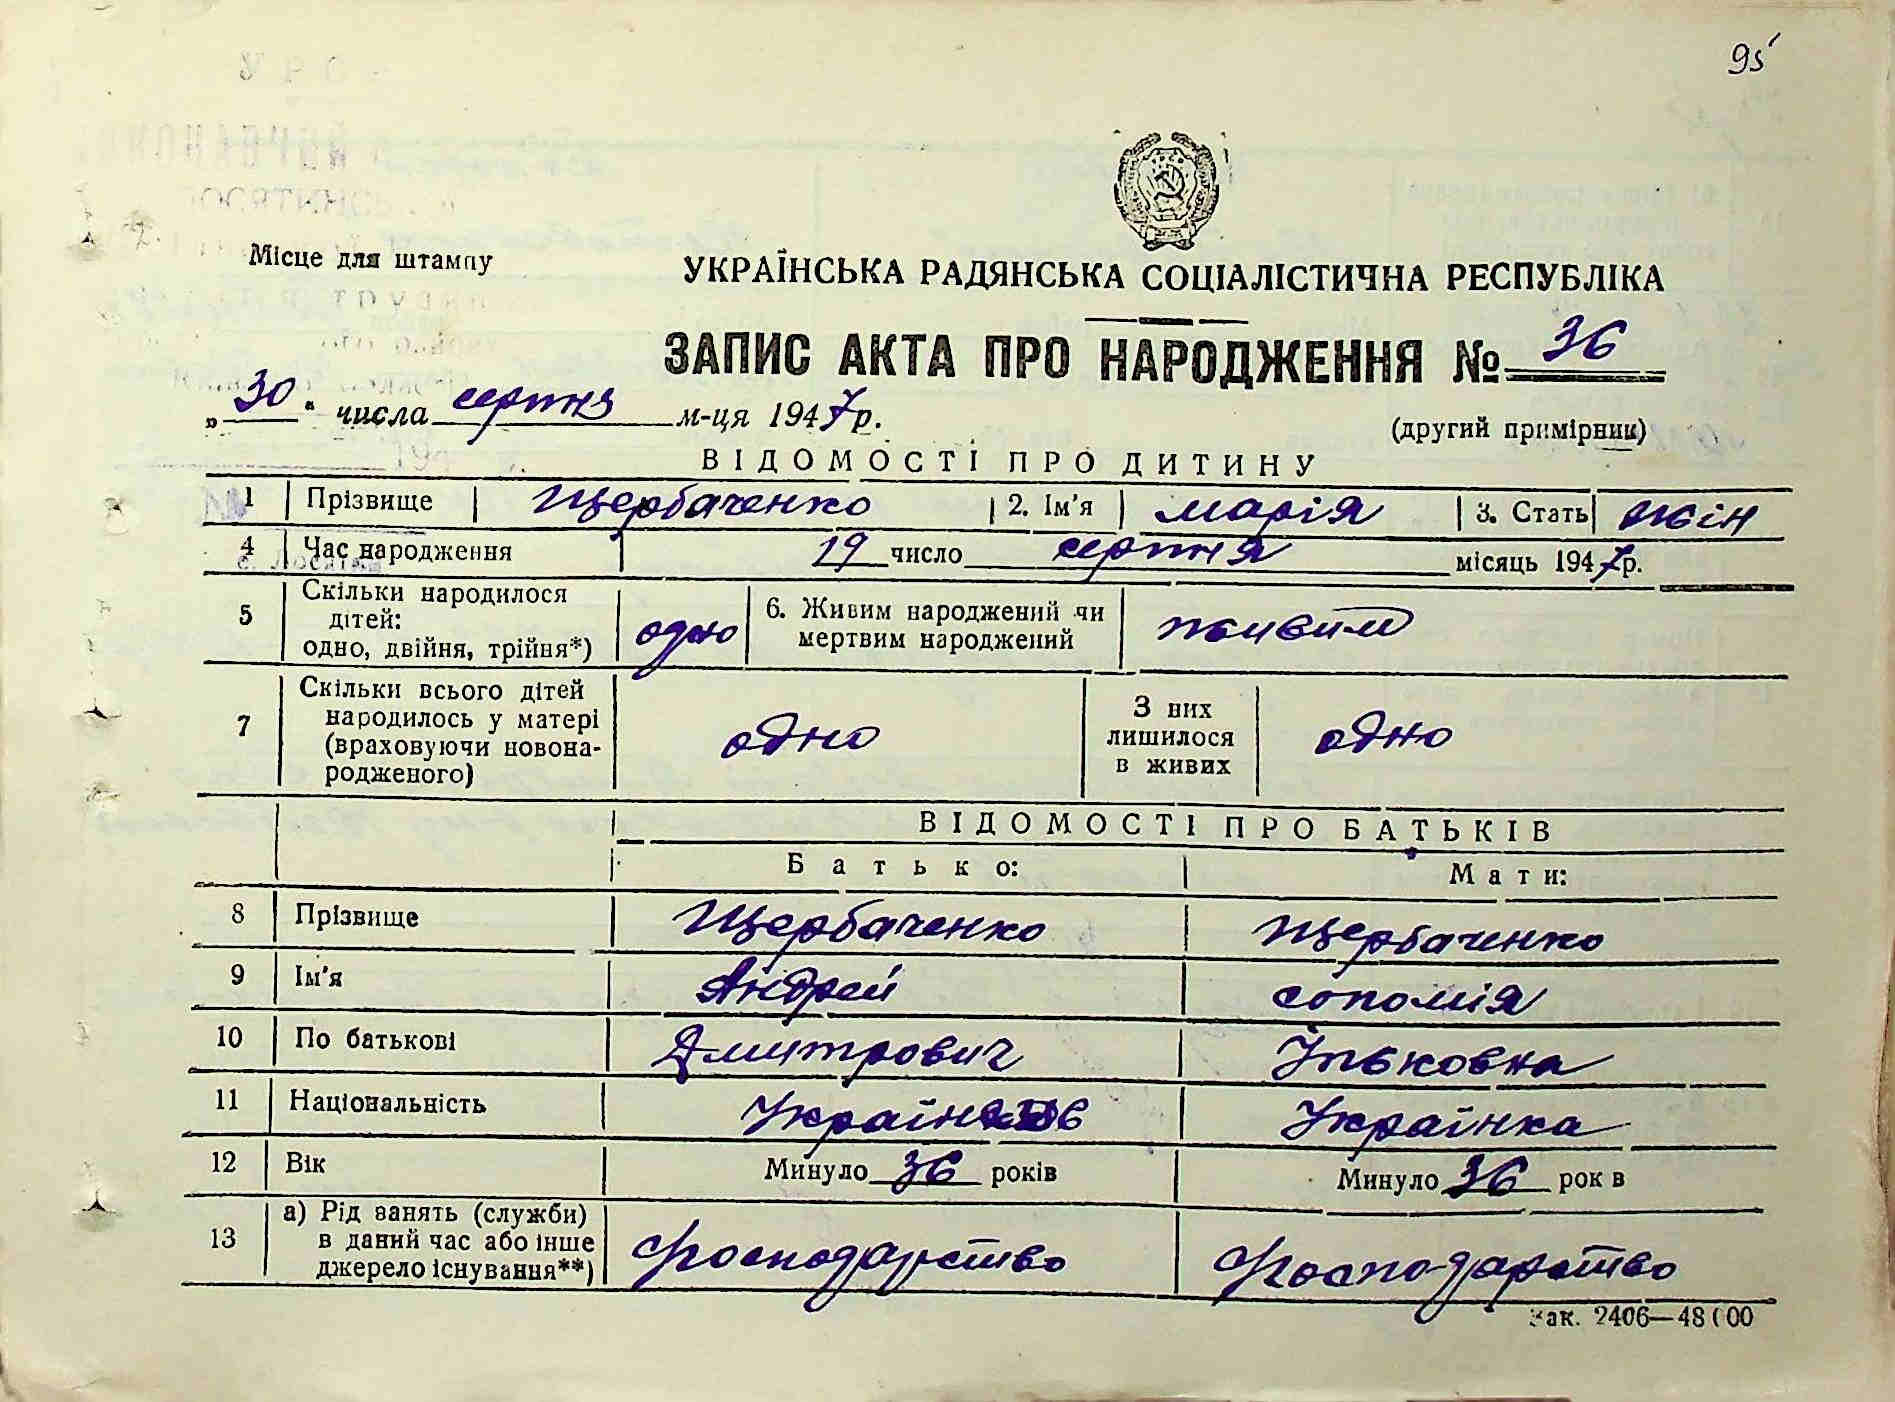 95
Місце для штампу
УКРАЇНСЬКА РАДЯНСЬКА СОЦІАЛІСТИЧНА РЕСПУБЛІКА
ЗАПИС АКТА ПРО НАРОДЖЕННЯ № 36
„30“ числа серпня м-ця 1947 р.
(другий примірник)
ВІДОМОСТІ ПРО ДИТИНУ
1 Прізвище Щербаченко 2. Ім'я Марія 3. Стать жін
4 Час народження 19 число серпня місяць 1947 р.
5 Скільки народилося дітей: одно, двійня, трійня*) одно 6. Живим народжений чи мертвим народжений живим
7 Скільки всього дітей народилось у матері (враховуючи новонародженого) одно З них лишилося в живих одно
ВІДОМОСТІ ПРО БАТЬКІВ
Батько: Мати:
8 Прізвище Щербаченко Щербаченко
9 Ім'я Андрей Соломія
10 По батькові Дмитрович Ільковна
11 Національність Українець Українка
12 Вік Минуло 36 років Минуло 36 рок в
13 а) Рід занять (служби) в даний час або інше джерело існування**) господарство господарство
Зак. 2406—48000